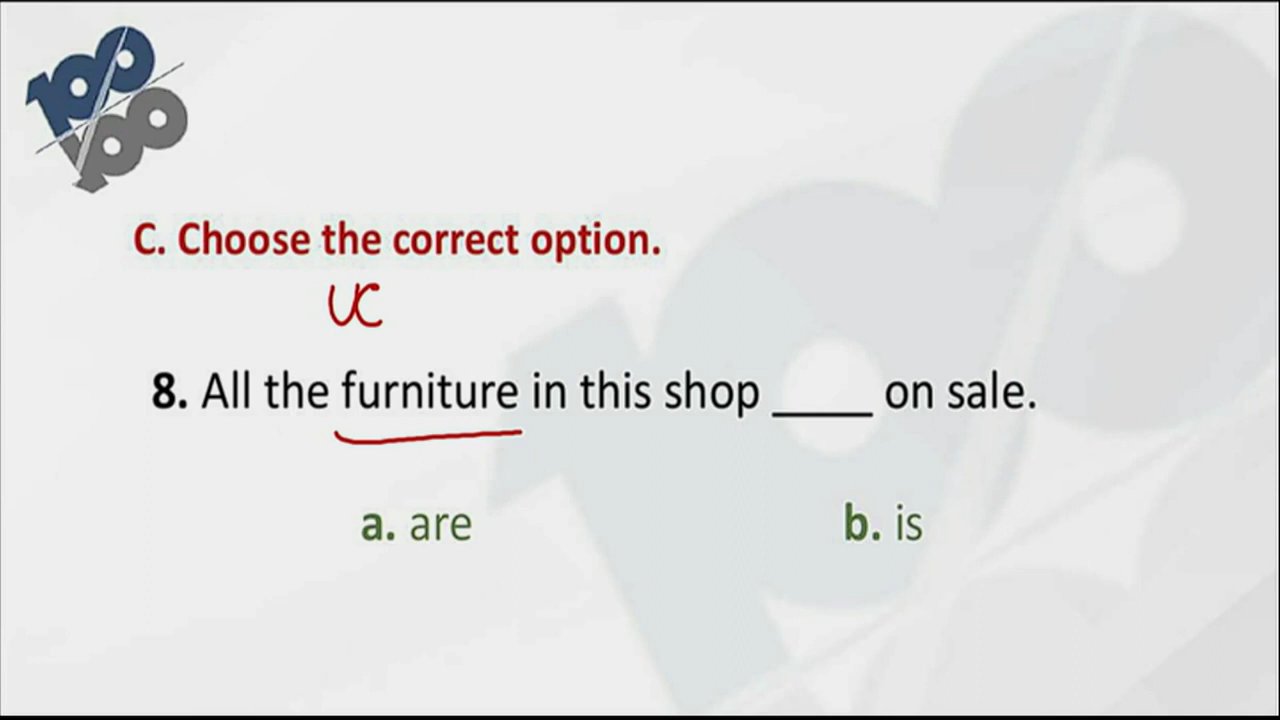 100
100
C. Choose the correct option.
UC
8. All the furniture in this shop ____ on sale.
a. are
b. is